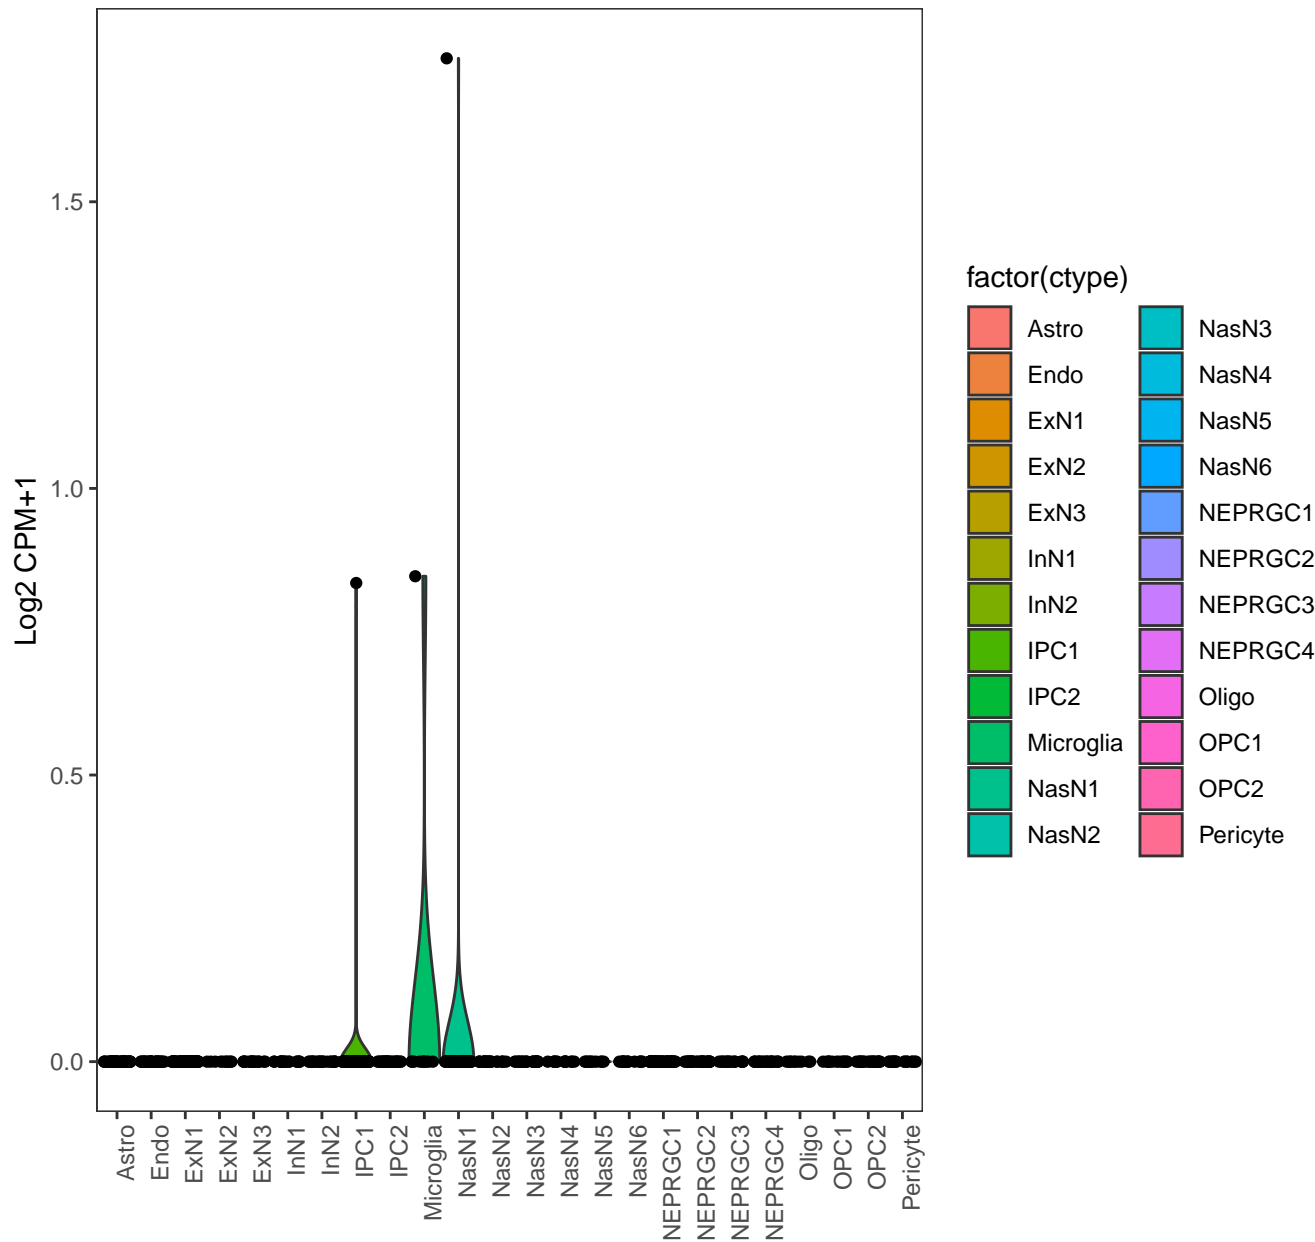 Log2 CPM+1
1.5
1.0
0.5
0.0
Astro
Endo
ExN1
ExN2
ExN3
InN1
InN2
IPC1
IPC2
Microglia
NasN1
NasN2
NasN3
NasN4
NasN5
NasN6
NEPRGC1
NEPRGC2
NEPRGC3
NEPRGC4
Oligo
OPC1
OPC2
Pericyte
factor(ctype)
Astro
Endo
ExN1
ExN2
ExN3
InN1
InN2
IPC1
IPC2
Microglia
NasN1
NasN2
NasN3
NasN4
NasN5
NasN6
NEPRGC1
NEPRGC2
NEPRGC3
NEPRGC4
Oligo
OPC1
OPC2
Pericyte